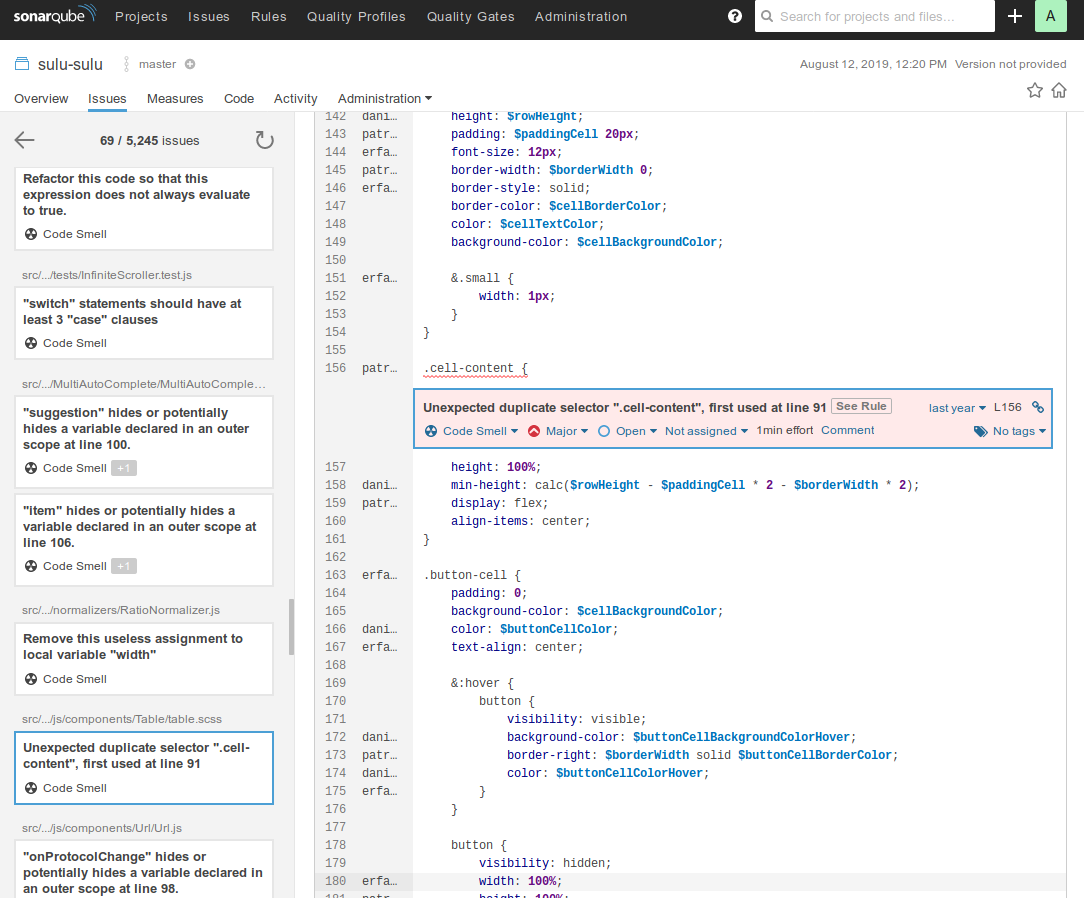 sonarqube Projects Issues Rules Quality Profiles Quality Gates Administration ? Search for projects and files... + A
sulu-sulu master August 12, 2019, 12:20 PM Version not provided
Overview Issues Measures Code Activity Administration
69 / 5,245 issues
Refactor this code so that this
expression does not always evaluate
to true.
Code Smell
src/.../tests/InfiniteScroller.test.js
"switch" statements should have at
least 3 "case" clauses
Code Smell
src/.../MultiAutoComplete/MultiAutoComple...
"suggestion" hides or potentially
hides a variable declared in an outer
scope at line 100.
Code Smell +1
"item" hides or potentially hides a
variable declared in an outer scope at
line 106.
Code Smell +1
src/.../normalizers/RatioNormalizer.js
Remove this useless assignment to
local variable "width"
Code Smell
src/.../js/components/Table/table.scss
Unexpected duplicate selector ".cell-
content", first used at line 91
Code Smell
src/.../js/components/Url/Url.js
"onProtocolChange" hides or
potentially hides a variable declared in
an outer scope at line 98.
142 dani... height: $rowHeight;
143 patr... padding: $paddingCell 20px;
144 erfa... font-size: 12px;
145 patr... border-width: $borderWidth 0;
146 erfa... border-style: solid;
147 border-color: $cellBorderColor;
148 color: $cellTextColor;
149 background-color: $cellBackgroundColor;
150
151 erfa... &.small {
152 width: 1px;
153 }
154 }
155
156 patr... .cell-content {
Unexpected duplicate selector ".cell-content", first used at line 91 See Rule last year L156
Code Smell Major Open Not assigned 1min effort Comment No tags
157 height: 100%;
158 dani... min-height: calc($rowHeight - $paddingCell * 2 - $borderWidth * 2);
159 patr... display: flex;
160 align-items: center;
161 }
162
163 erfa... .button-cell {
164 padding: 0;
165 background-color: $cellBackgroundColor;
166 dani... color: $buttonCellColor;
167 erfa... text-align: center;
168
169 &:hover {
170 button {
171 visibility: visible;
172 dani... background-color: $buttonCellBackgroundColorHover;
173 patr... border-right: $borderWidth solid $buttonCellBorderColor;
174 dani... color: $buttonCellColorHover;
175 erfa... }
176 }
177
178 button {
179 visibility: hidden;
180 erfa... width: 100%;
181 patr... height: 100%;